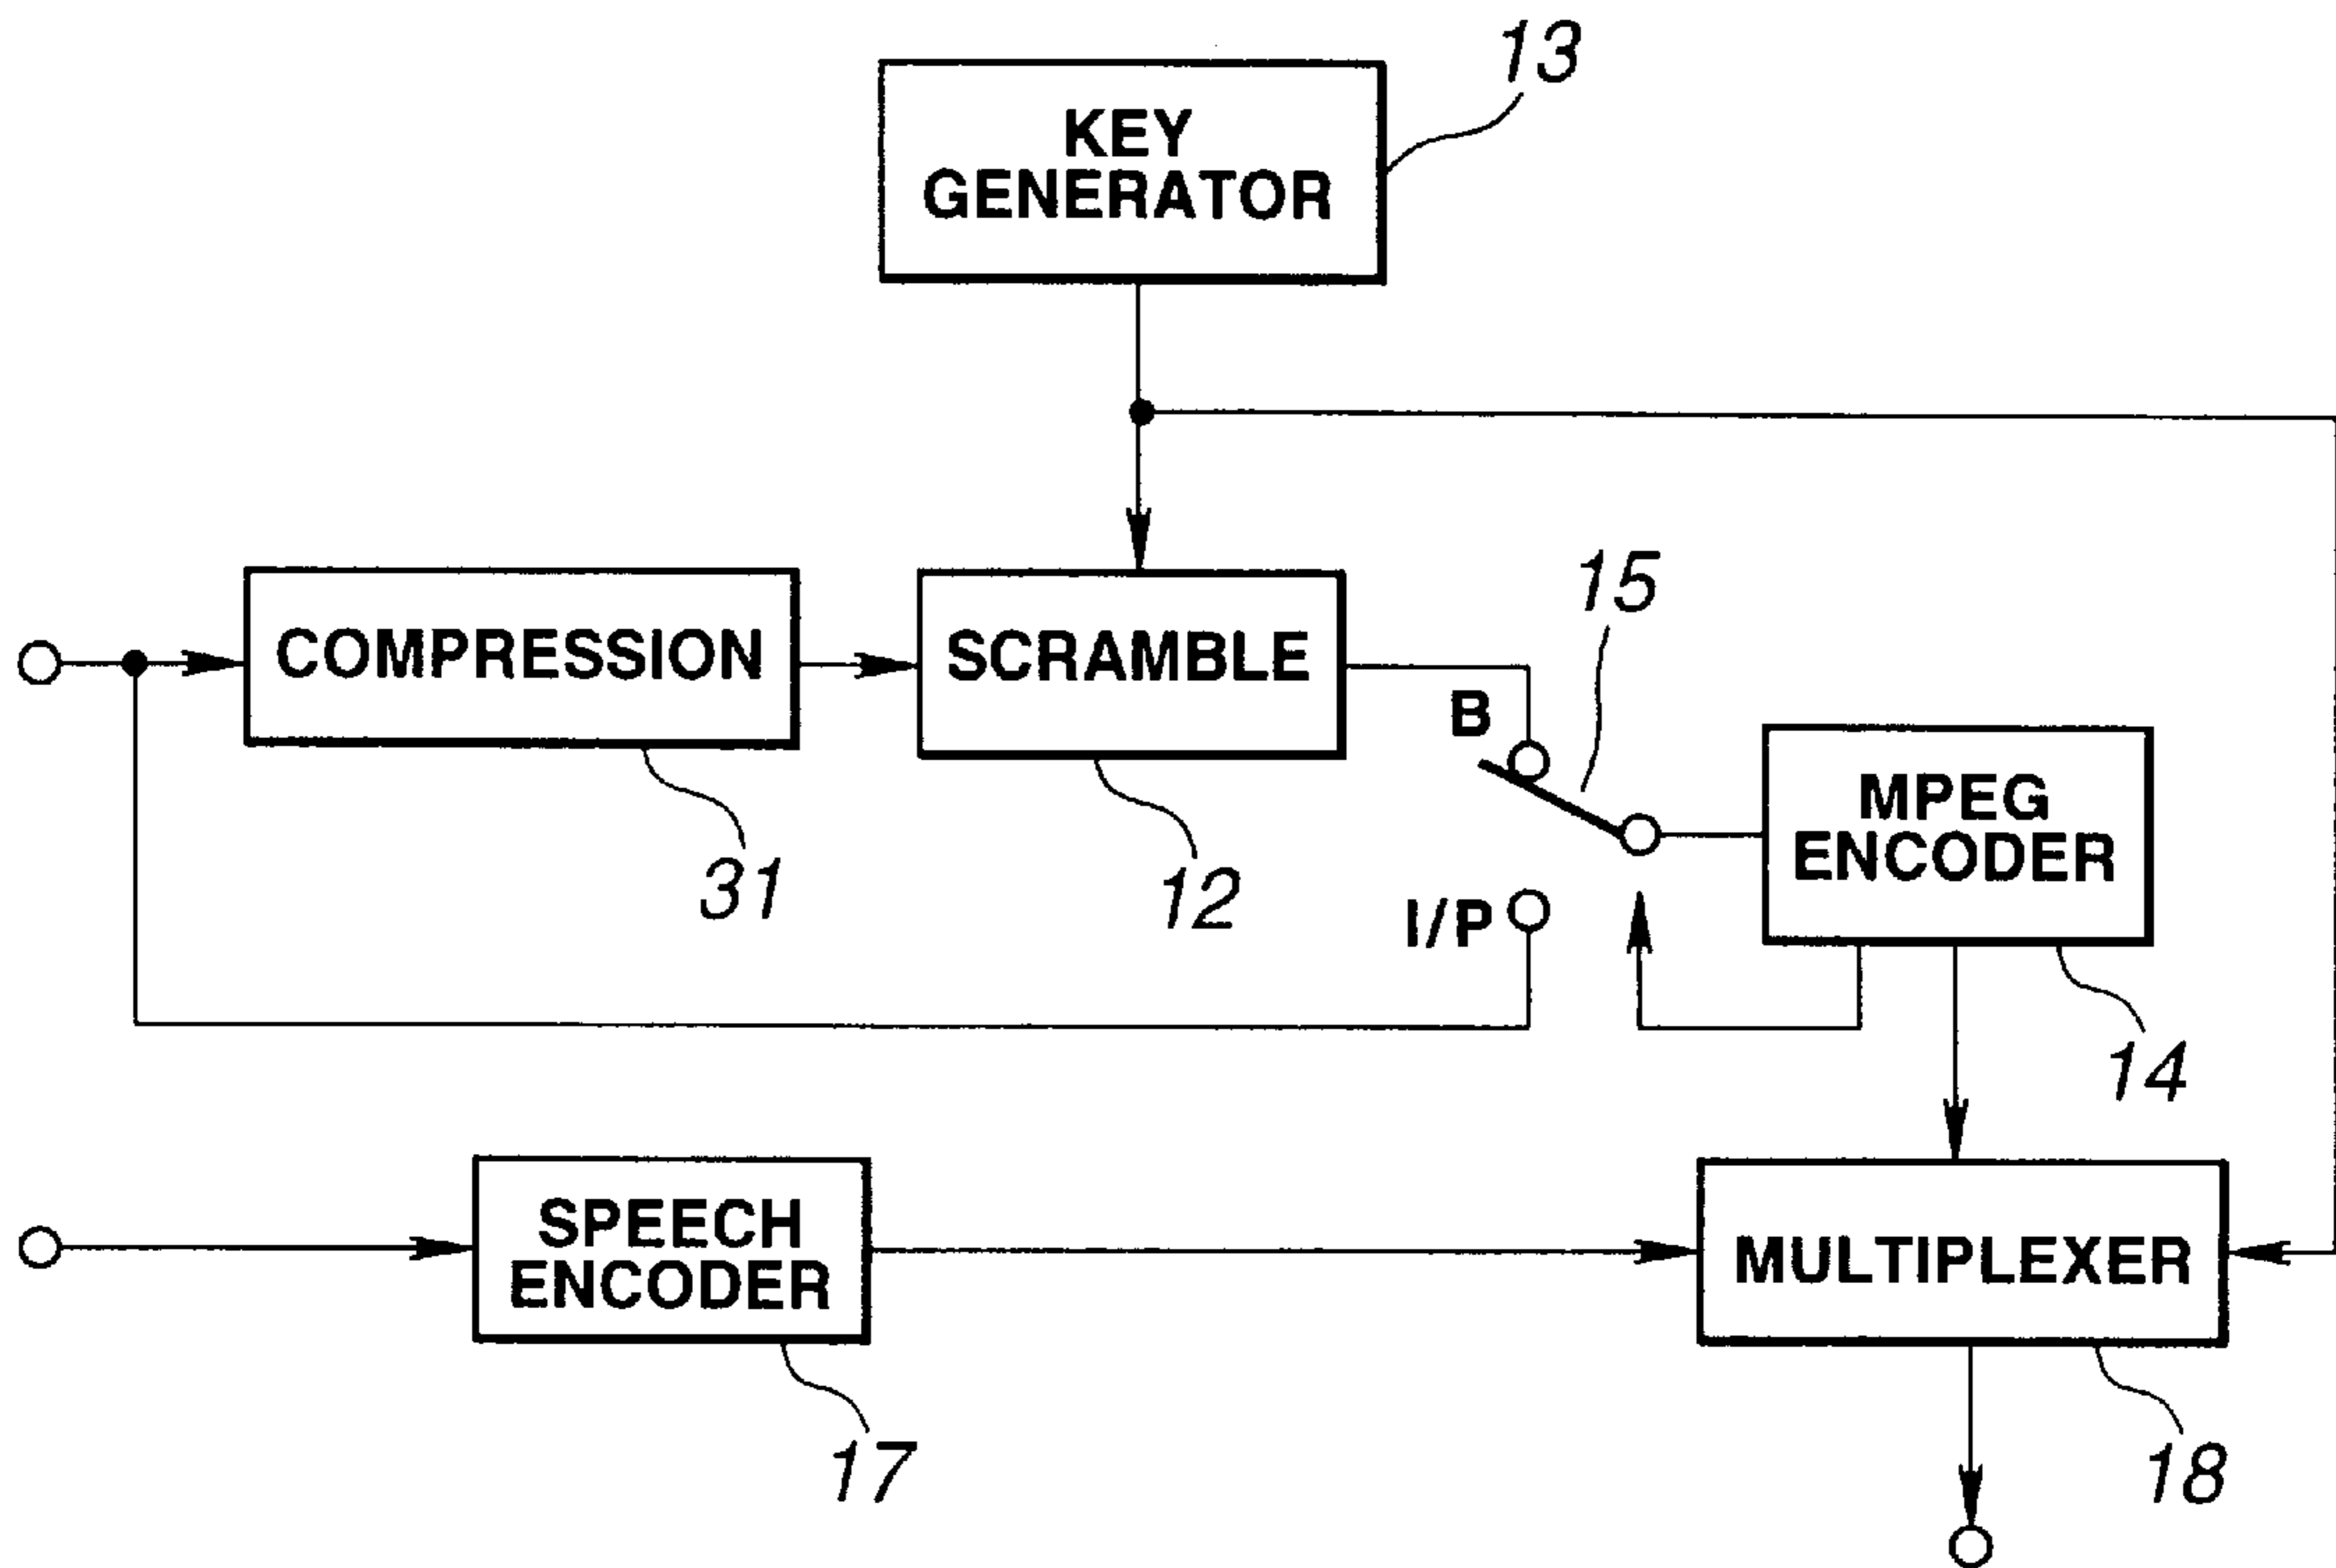 13
KEY
GENERATOR
15
COMPRESSION
SCRAMBLE
B
MPEG
ENCODER
31
12
I/P
14
SPEECH
ENCODER
MULTIPLEXER
17
18